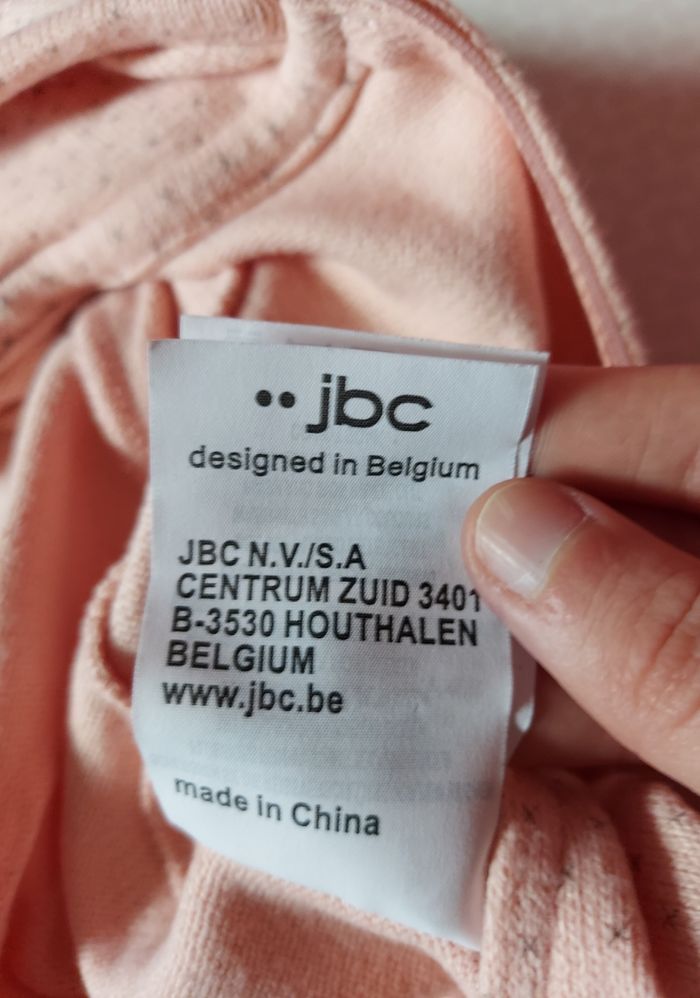 jbc
designed in Belgium
JBC N.V./S.A
CENTRUM ZUID 3401
B-3530 HOUTHALEN
BELGIUM
www.jbc.be
made in China